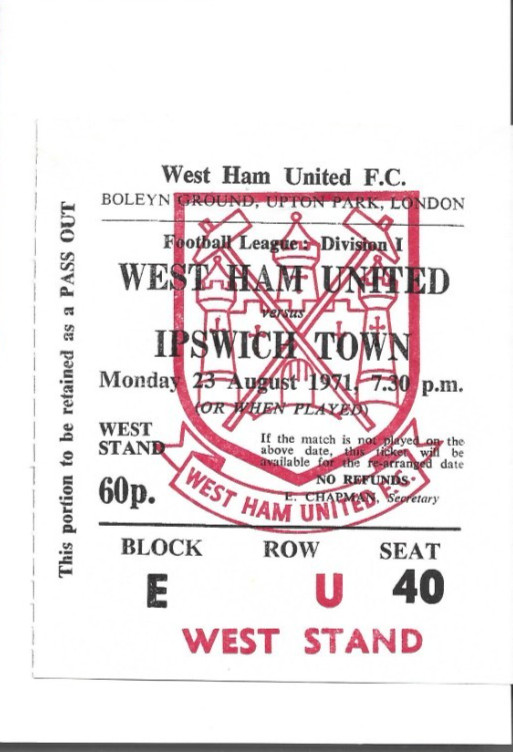 West Ham United F.C.
BOLEYN GROUND, UPTON PARK, LONDON
Football League: Division I
WEST HAM UNITED
versus
IPSWICH TOWN
Monday 23 August 1971, 7.30 p.m.
(OR WHEN PLAYED)
WEST
STAND
60p.
If the match is not played on the
above date, this ticket will be
available for the re-arranged date
NO REFUNDS
E. CHAPMAN, Secretary
WEST HAM UNITED F.C.
BLOCK ROW SEAT
E U 40
WEST STAND
This portion to be retained as a PASS OUT